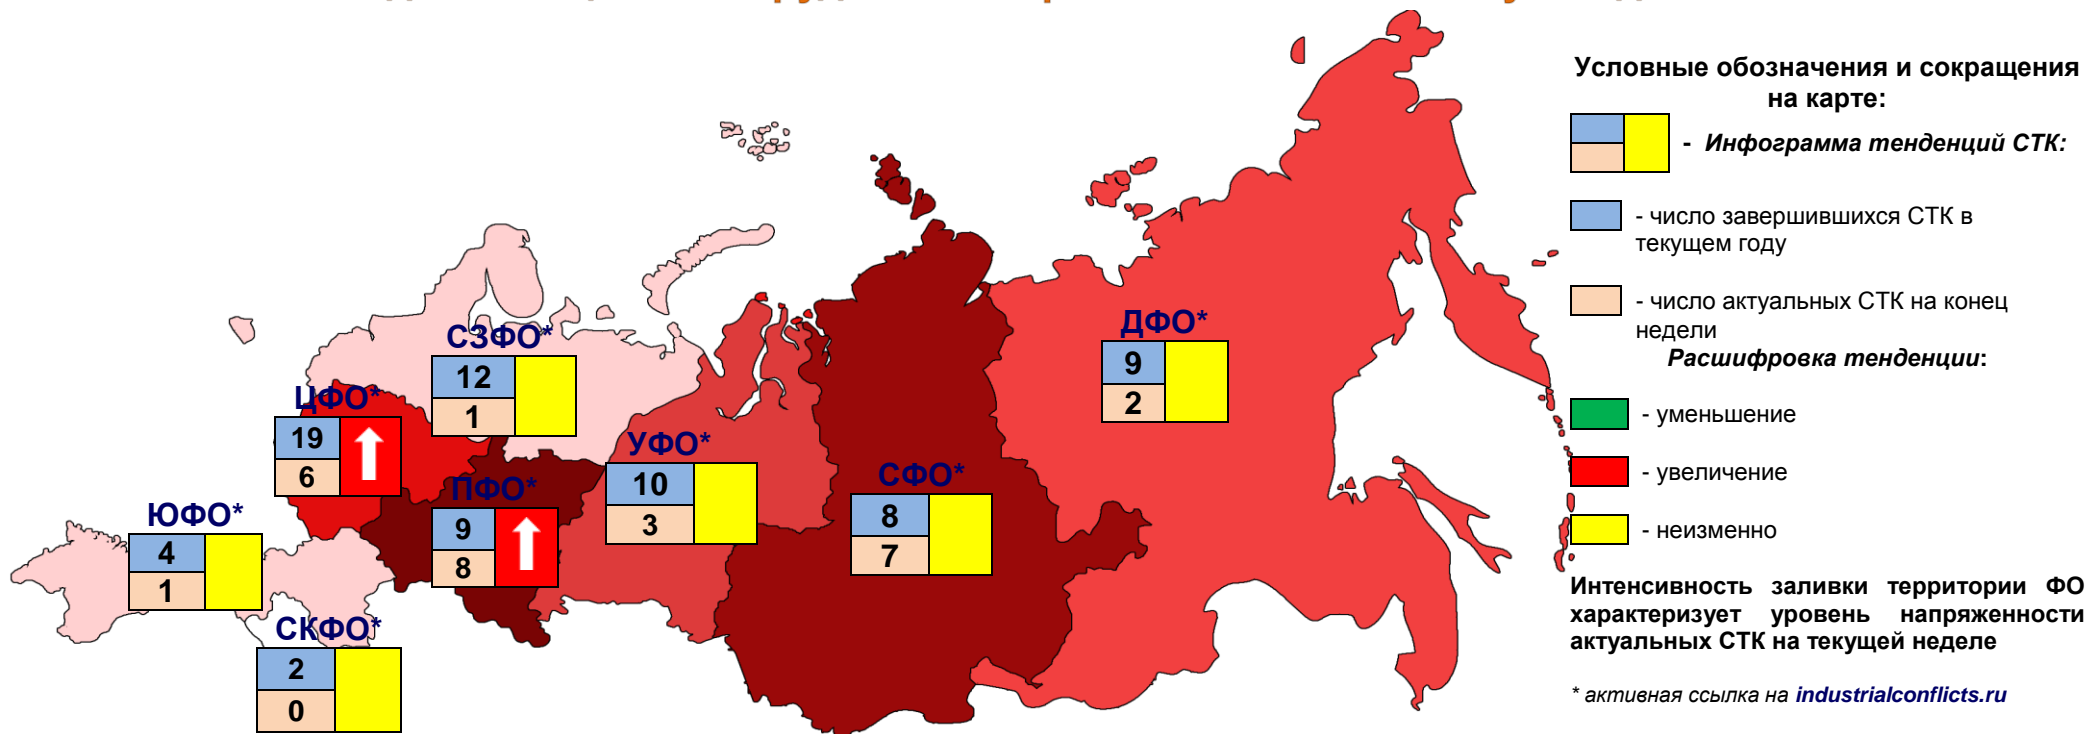 Условные обозначения и сокращения
на карте:
- Инфограмма тенденций СТК:
- число завершившихся СТК в
текущем году
- число актуальных СТК на конец
недели
Расшифровка тенденции:
- уменьшение
- увеличение
- неизменно
Интенсивность заливки территории ФО
характеризует уровень напряженности
актуальных СТК на текущей неделе
* активная ссылка на industrialconflicts.ru
СЗФО*
12
1
ЦФО*
19
6
ПФО*
9
8
ЮФО*
4
1
СКФО*
2
0
УФО*
10
3
СФО*
8
7
ДФО*
9
2